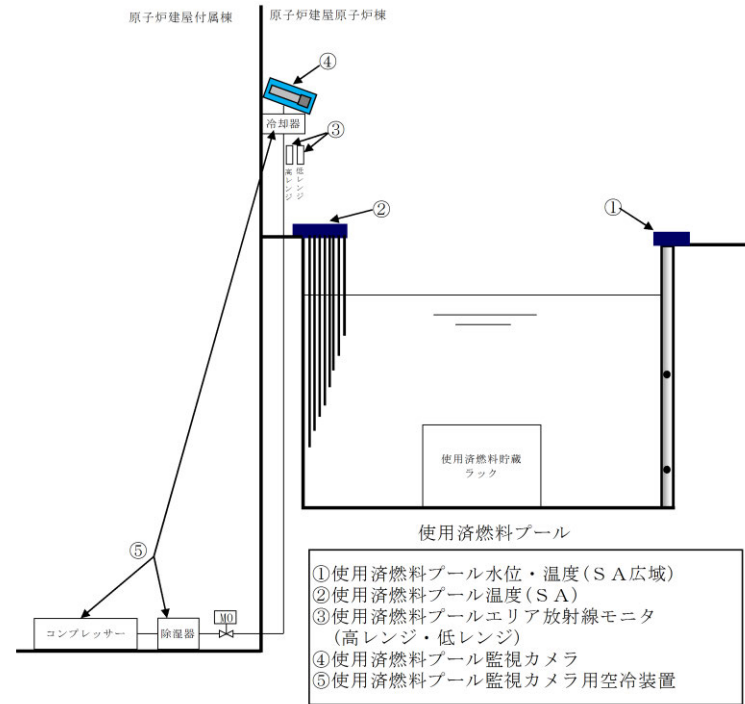 原子炉建屋付属棟
原子炉建屋原子炉棟
④
冷却器
③
高レンジ
低レンジ
②
①
使用済燃料貯蔵
ラック
使用済燃料プール
⑤
コンプレッサー
除湿器
MO
①使用済燃料プール水位・温度(SA広域)
②使用済燃料プール温度(SA)
③使用済燃料プールエリア放射線モニタ
(高レンジ・低レンジ)
④使用済燃料プール監視カメラ
⑤使用済燃料プール監視カメラ用空冷装置